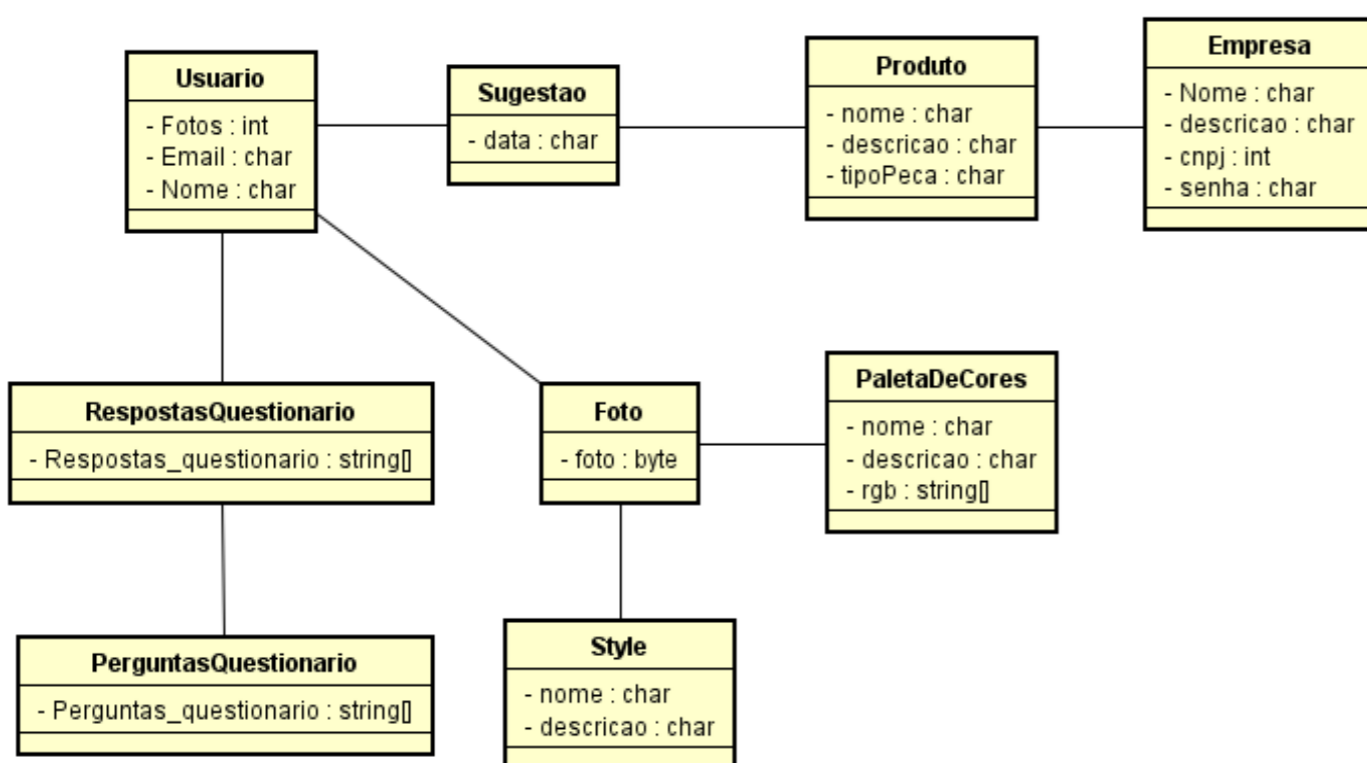 Usuario
- Fotos : int
- Email : char
- Nome : char
Sugestao
- data : char
Produto
- nome : char
- descricao : char
- tipoPeca : char
Empresa
- Nome : char
- descricao : char
- cnpj : int
- senha : char
RespostasQuestionario
- Respostas_questionario : string[]
Foto
- foto : byte
PaletaDeCores
- nome : char
- descricao : char
- rgb : string[]
PerguntasQuestionario
- Perguntas_questionario : string[]
Style
- nome : char
- descricao : char